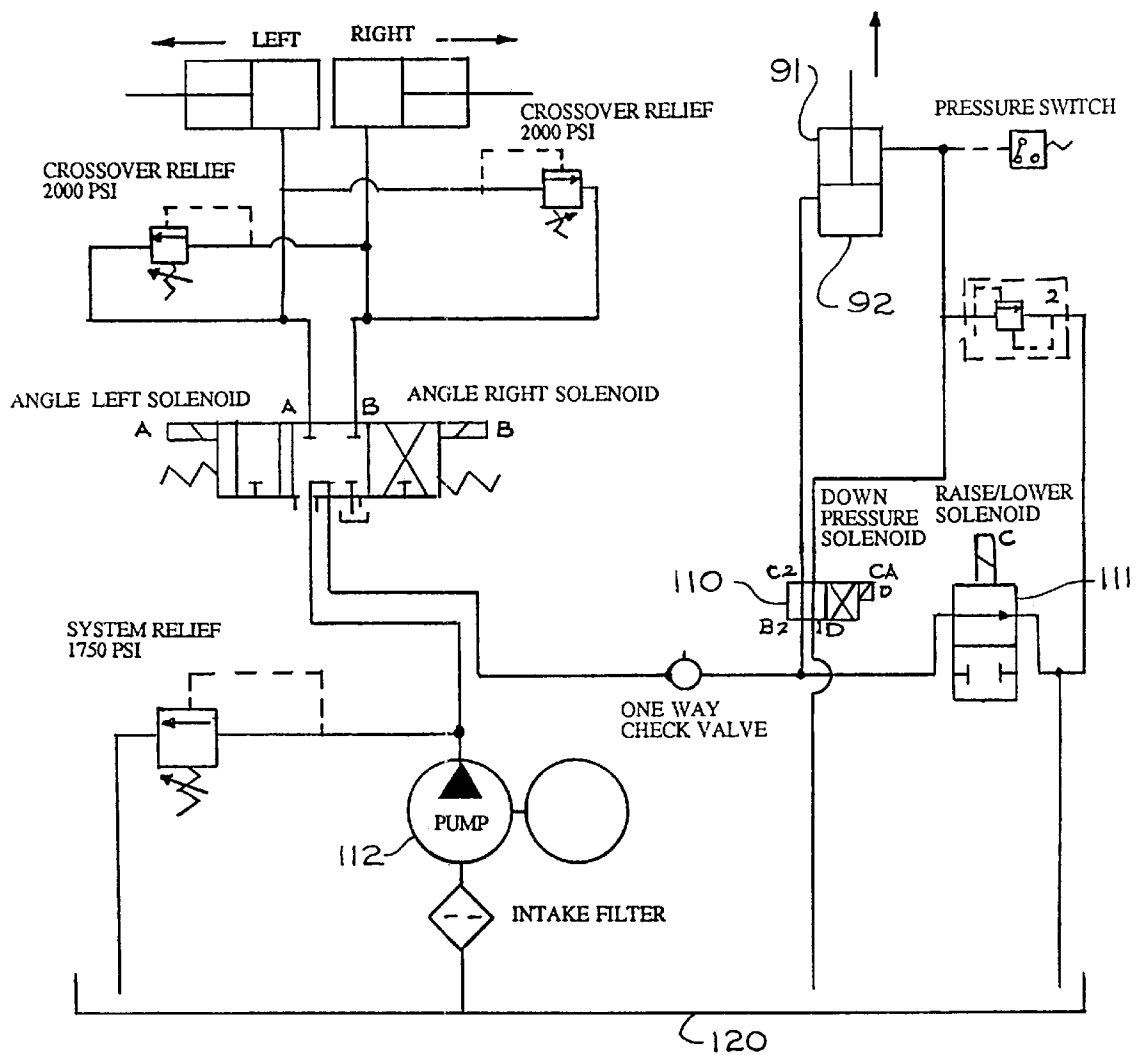 LEFT
RIGHT
91
CROSSOVER RELIEF
2000 PSI
PRESSURE SWITCH
CROSSOVER RELIEF
2000 PSI
92
2
ANGLE LEFT SOLENOID
A
B
ANGLE RIGHT SOLENOID
A
B
DOWN
PRESSURE
SOLENOID
RAISE/LOWER
SOLENOID
C
110
C2
CA
D
111
B2
D
SYSTEM RELIEF
1750 PSI
ONE WAY
CHECK VALVE
PUMP
112
INTAKE FILTER
120